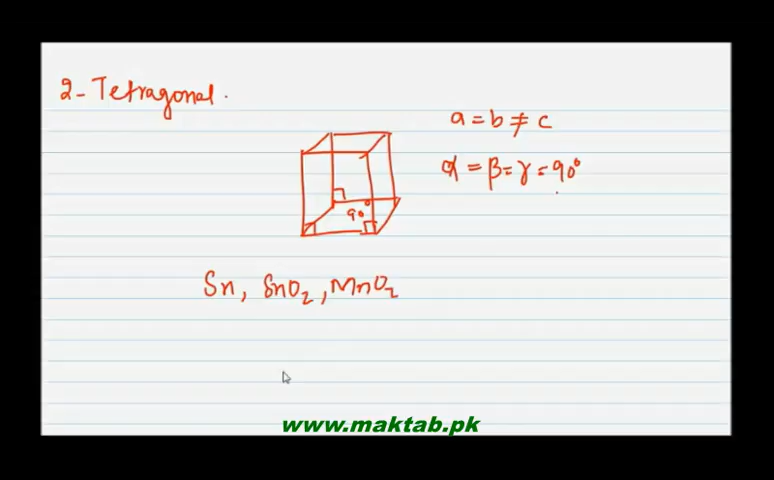 2- Tetragonal.
a = b ≠ c
α = β = γ = 90°
90°
Sn, SnO₂, MnO₂
www.maktab.pk